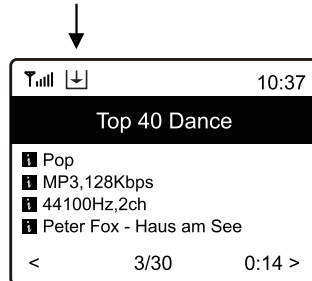 10:37
Top 40 Dance
i Pop
i MP3,128Kbps
i 44100Hz,2ch
i Peter Fox - Haus am See
< 3/30 0:14 >